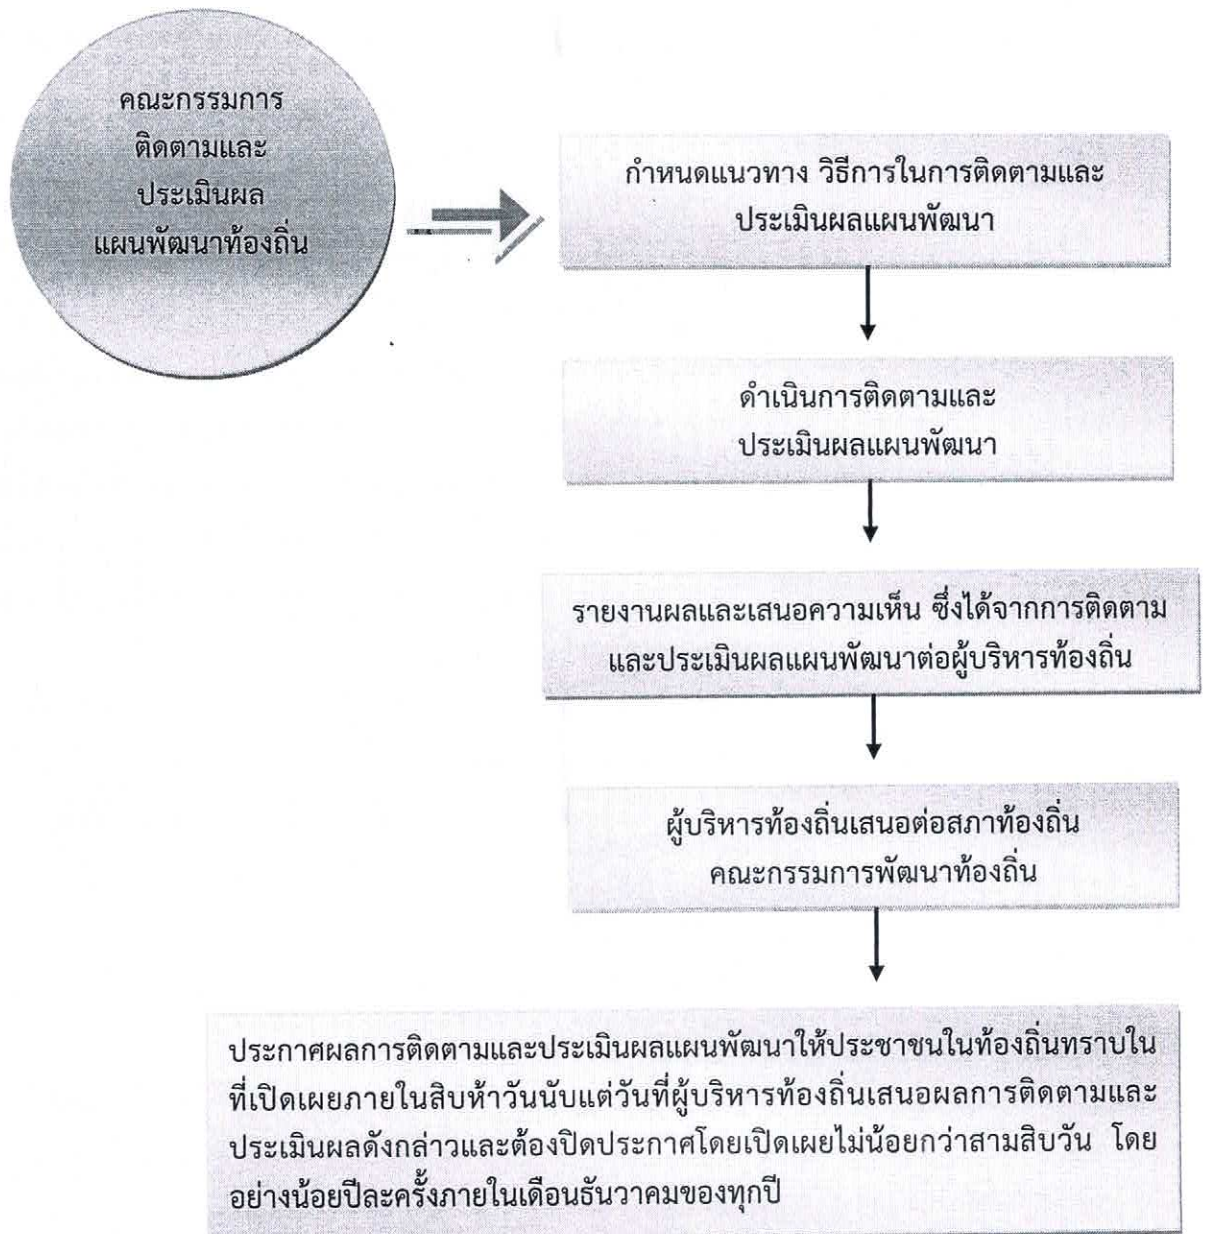 คณะกรรมการ
ติดตามและ
ประเมินผล
แผนพัฒนาท้องถิ่น
กำหนดแนวทาง วิธีการในการติดตามและ
ประเมินผลแผนพัฒนา
ดำเนินการติดตามและ
ประเมินผลแผนพัฒนา
รายงานผลและเสนอความเห็น ซึ่งได้จากการติดตาม
และประเมินผลแผนพัฒนาต่อผู้บริหารท้องถิ่น
ผู้บริหารท้องถิ่นเสนอต่อสภาท้องถิ่น
คณะกรรมการพัฒนาท้องถิ่น
ประกาศผลการติดตามและประเมินผลแผนพัฒนาให้ประชาชนในท้องถิ่นทราบใน
ที่เปิดเผยภายในสิบห้าวันนับแต่วันที่ผู้บริหารท้องถิ่นเสนอผลการติดตามและ
ประเมินผลดังกล่าวและต้องปิดประกาศโดยเปิดเผยไม่น้อยกว่าสามสิบวัน โดย
อย่างน้อยปีละครั้งภายในเดือนธันวาคมของทุกปี